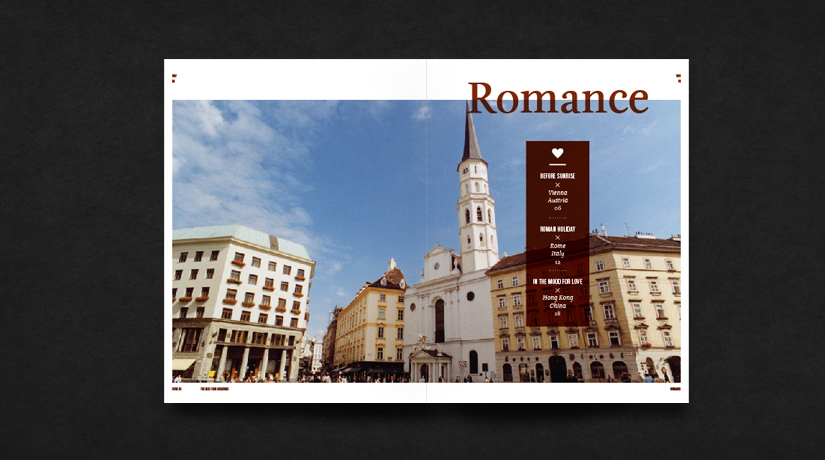 Romance
BEFORE SUNRISE
×
Vienna
Austria
06
ROMAN HOLIDAY
×
Rome
Italy
12
IN THE MOOD FOR LOVE
×
Hong Kong
China
18